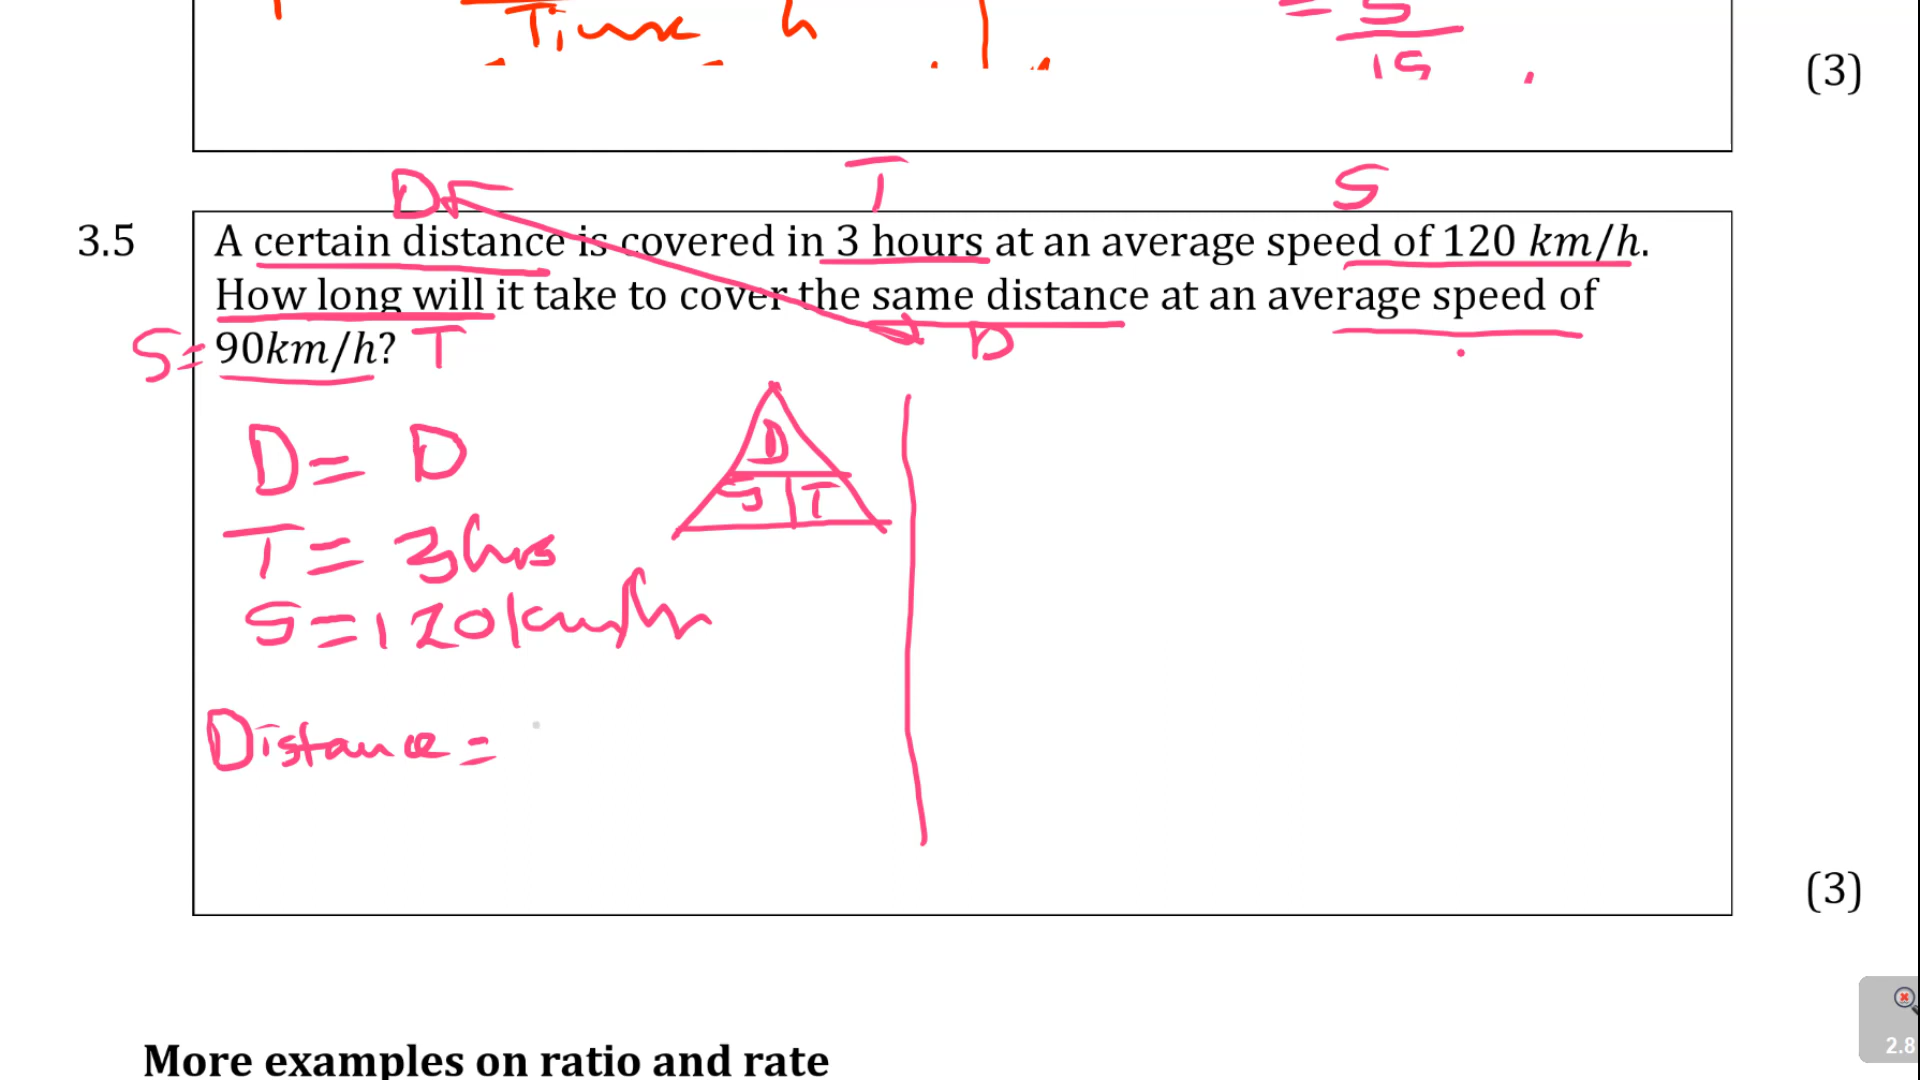 Time h
= 5
15
(3)
D T S
3.5 A certain distance is covered in 3 hours at an average speed of 120 km/h.
How long will it take to cover the same distance at an average speed of
S= 90km/h? T D
D = D
D
S T
T = 3hrs
S = 120km/hr
Distance =
(3)
More examples on ratio and rate
2.8